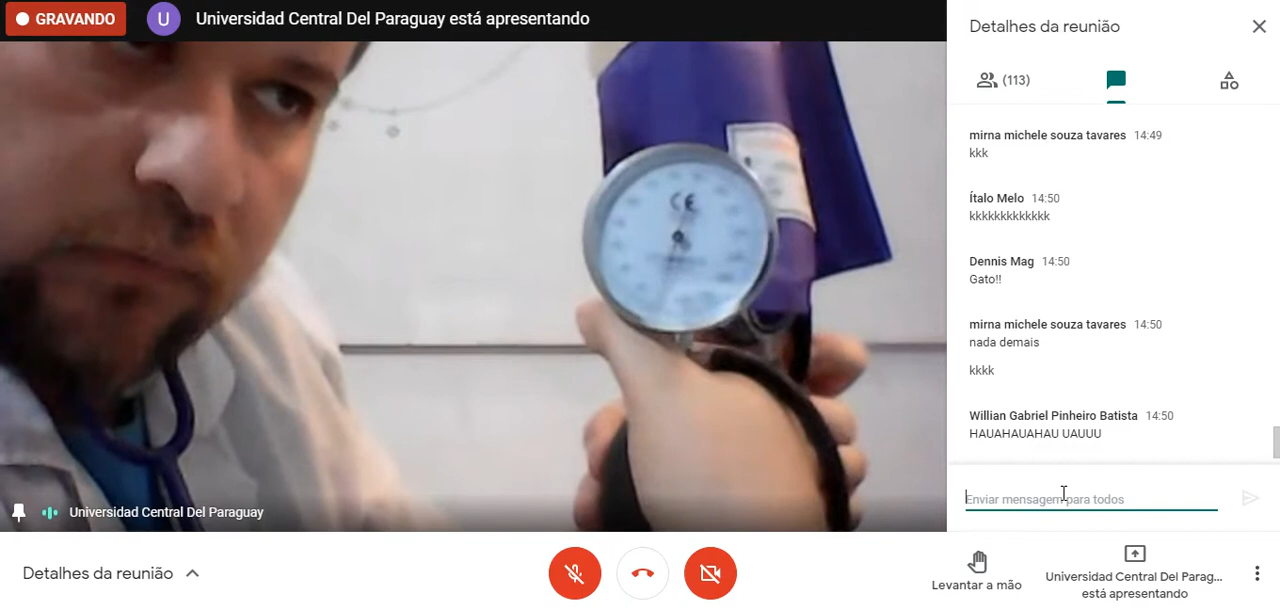 GRAVANDO
U
Universidad Central Del Paraguay está apresentando
CE
Universidad Central Del Paraguay
Detalhes da reunião
(113)
mirna michele souza tavares 14:49
kkk
Ítalo Melo 14:50
kkkkkkkkkkkkk
Dennis Mag 14:50
Gato!!
mirna michele souza tavares 14:50
nada demais
kkkk
Willian Gabriel Pinheiro Batista 14:50
HAUAHAUAHAU UAUUU
Enviar mensagem para todos
Detalhes da reunião
Levantar a mão
Universidad Central Del Parag...
está apresentando